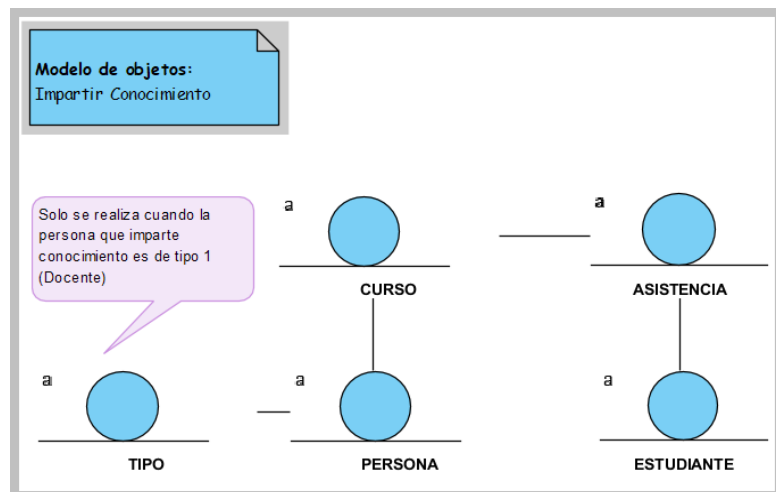 Modelo de objetos:
Impartir Conocimiento
Solo se realiza cuando la
persona que imparte
conocimiento es de tipo 1
(Docente)
a
a
CURSO
ASISTENCIA
a
a
a
TIPO
PERSONA
ESTUDIANTE